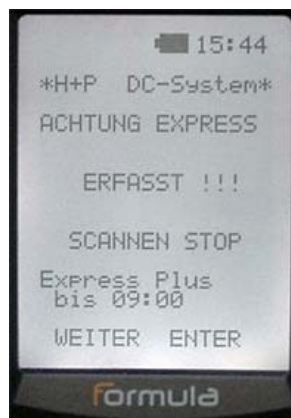 15:44
*H+P DC-System*
ACHTUNG EXPRESS
ERFASST !!!
SCANNEN STOP
Express Plus
bis 09:00
WEITER ENTER
formula